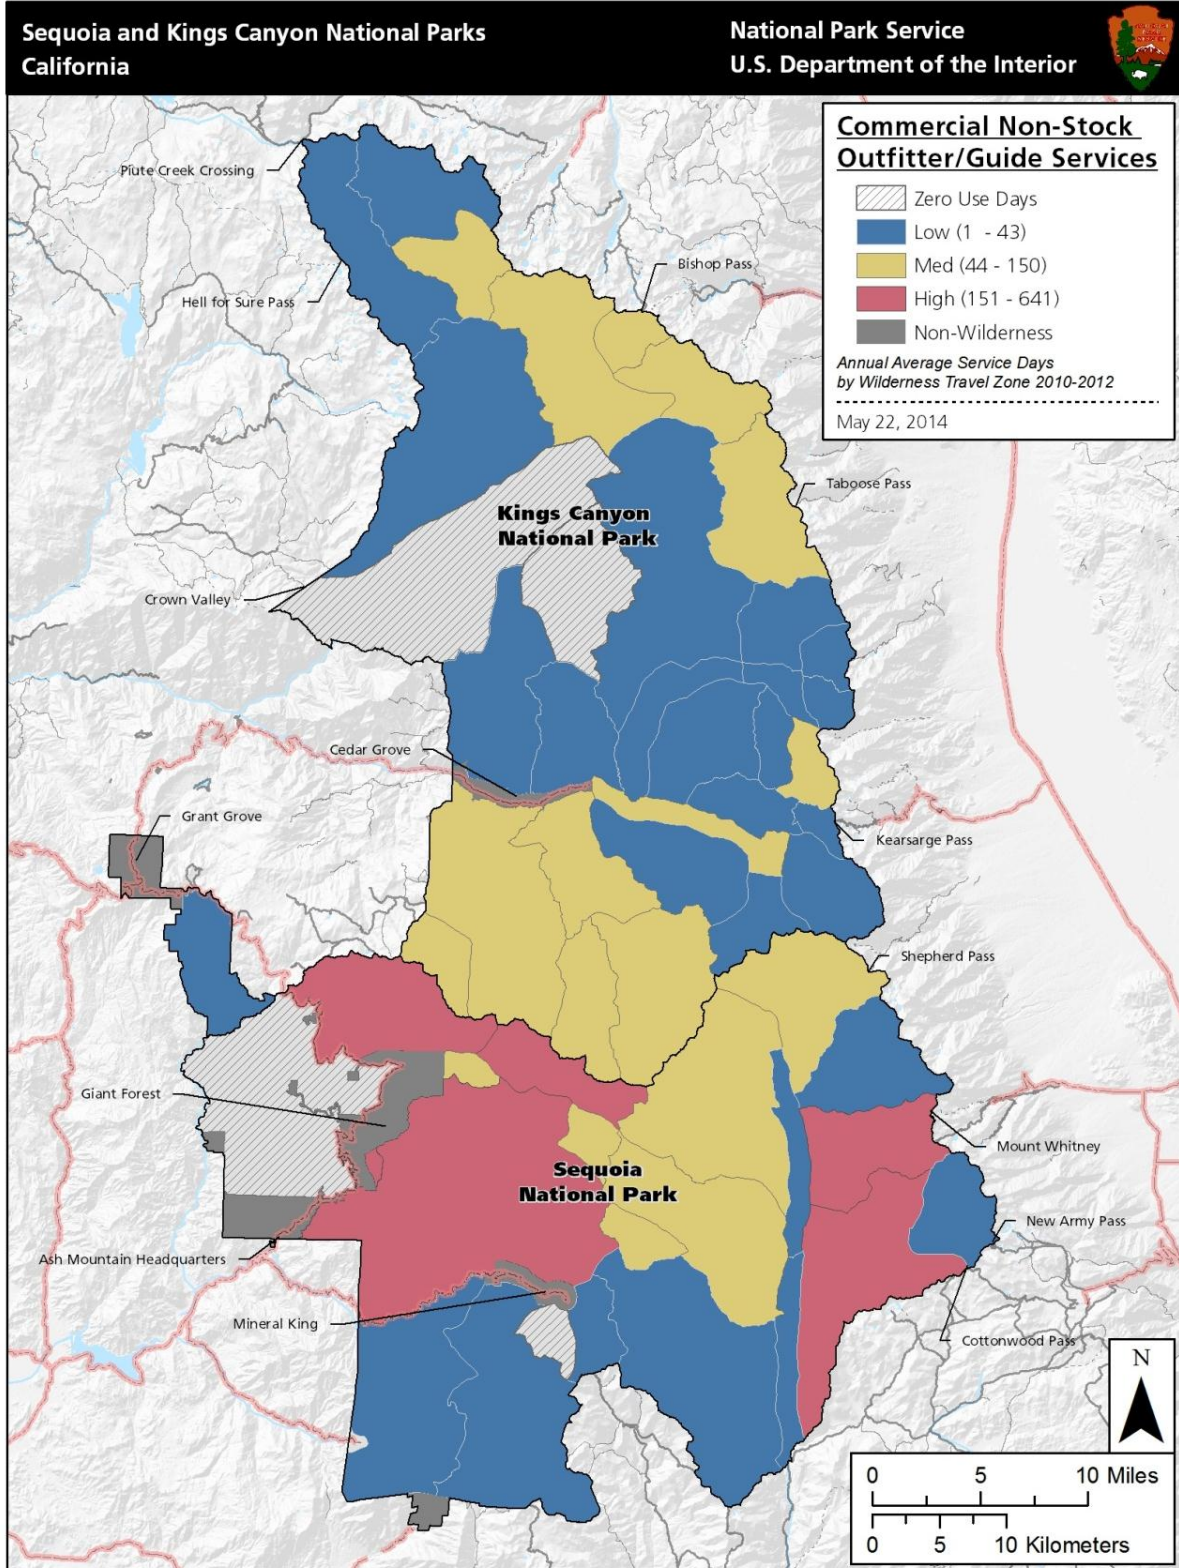 Sequoia and Kings Canyon National Parks
California
National Park Service
U.S. Department of the Interior
Commercial Non-Stock
Outfitter/Guide Services
Zero Use Days
Low (1 - 43)
Med (44 - 150)
High (151 - 641)
Non-Wilderness
Annual Average Service Days
by Wilderness Travel Zone 2010-2012
May 22, 2014
Piute Creek Crossing
Bishop Pass
Hell for Sure Pass
Taboose Pass
Kings Canyon
National Park
Crown Valley
Cedar Grove
Grant Grove
Kearsarge Pass
Shepherd Pass
Giant Forest
Mount Whitney
Sequoia
National Park
New Army Pass
Ash Mountain Headquarters
Mineral King
Cottonwood Pass
N
0 5 10 Miles
0 5 10 Kilometers